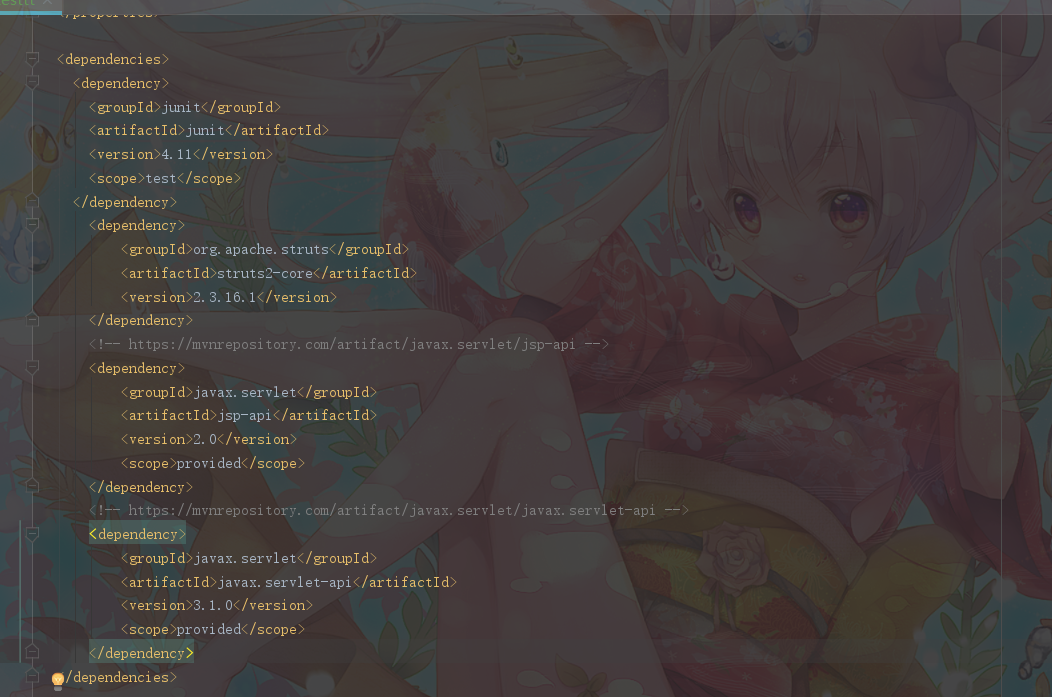 </properties>
<dependencies>
<dependency>
<groupId>junit</groupId>
<artifactId>junit</artifactId>
<version>4.11</version>
<scope>test</scope>
</dependency>
<dependency>
<groupId>org.apache.struts</groupId>
<artifactId>struts2-core</artifactId>
<version>2.3.16.1</version>
</dependency>
<!-- https://mvnrepository.com/artifact/javax.servlet/jsp-api -->
<dependency>
<groupId>javax.servlet</groupId>
<artifactId>jsp-api</artifactId>
<version>2.0</version>
<scope>provided</scope>
</dependency>
<!-- https://mvnrepository.com/artifact/javax.servlet/javax.servlet-api -->
<dependency>
<groupId>javax.servlet</groupId>
<artifactId>javax.servlet-api</artifactId>
<version>3.1.0</version>
<scope>provided</scope>
</dependency>
/dependencies>